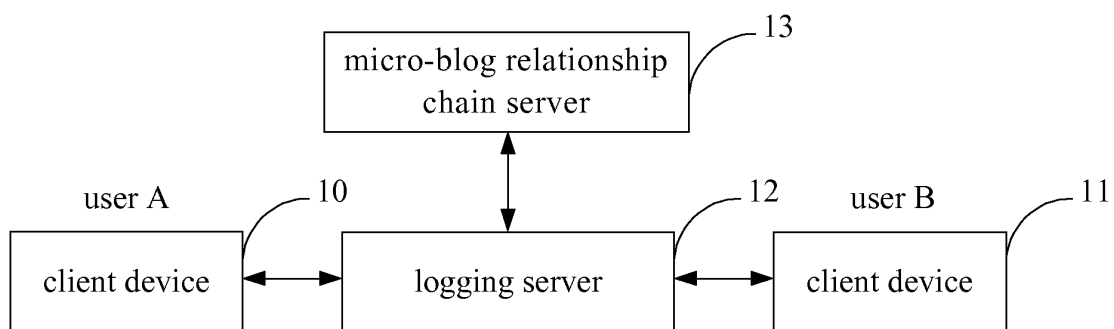 13
micro-blog relationship
chain server
user A
10
12
user B
11
client device
logging server
client device